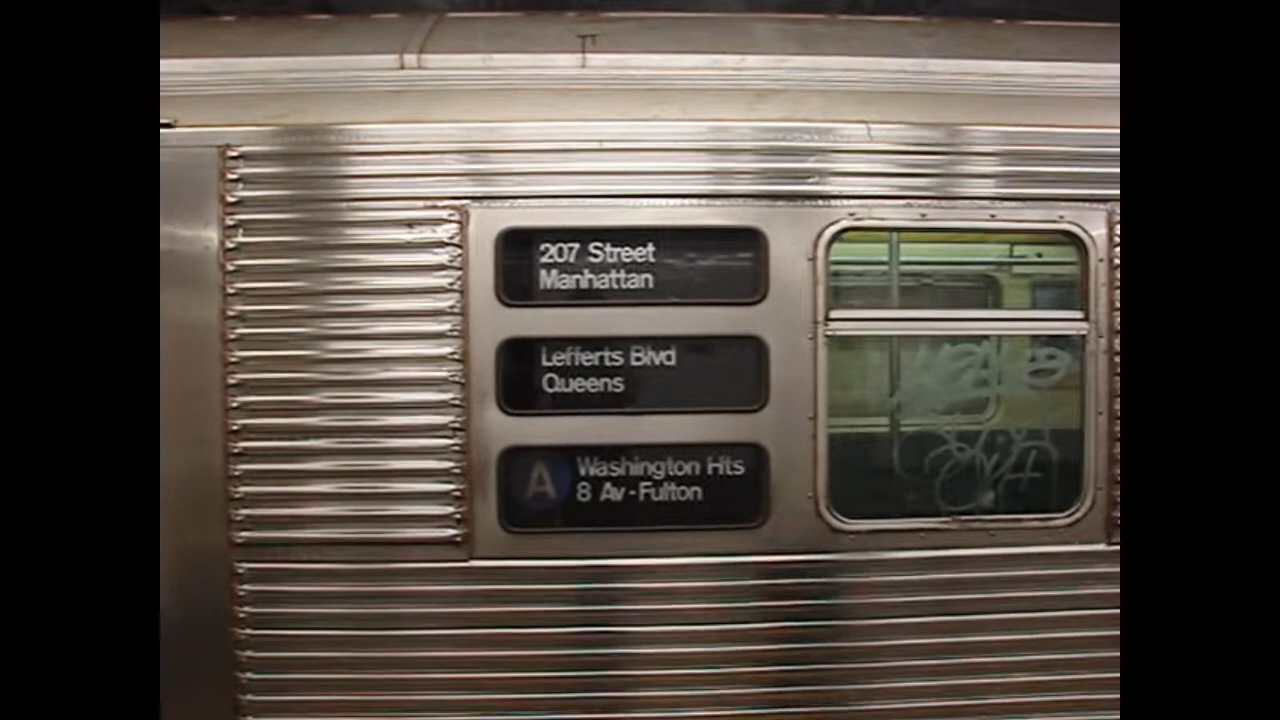 207 Street
Manhattan
Lefferts Blvd
Queens
A Washington Hts
8 Av-Fulton